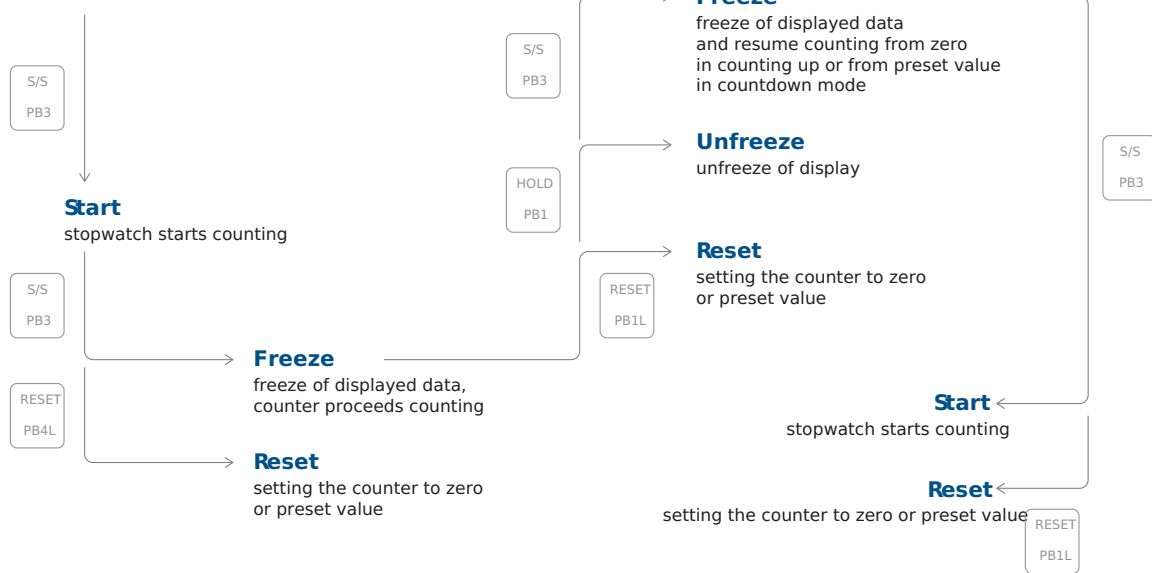 Freeze
freeze of displayed data
and resume counting from zero
in counting up or from preset value
in countdown mode
S/S
PB3
S/S
PB3
Unfreeze
unfreeze of display
S/S
PB3
HOLD
PB1
Start
stopwatch starts counting
Reset
setting the counter to zero
or preset value
S/S
PB3
RESET
PB1L
Freeze
freeze of displayed data,
counter proceeds counting
RESET
PB4L
Start
stopwatch starts counting
Reset
setting the counter to zero
or preset value
Reset
setting the counter to zero or preset value
RESET
PB1L